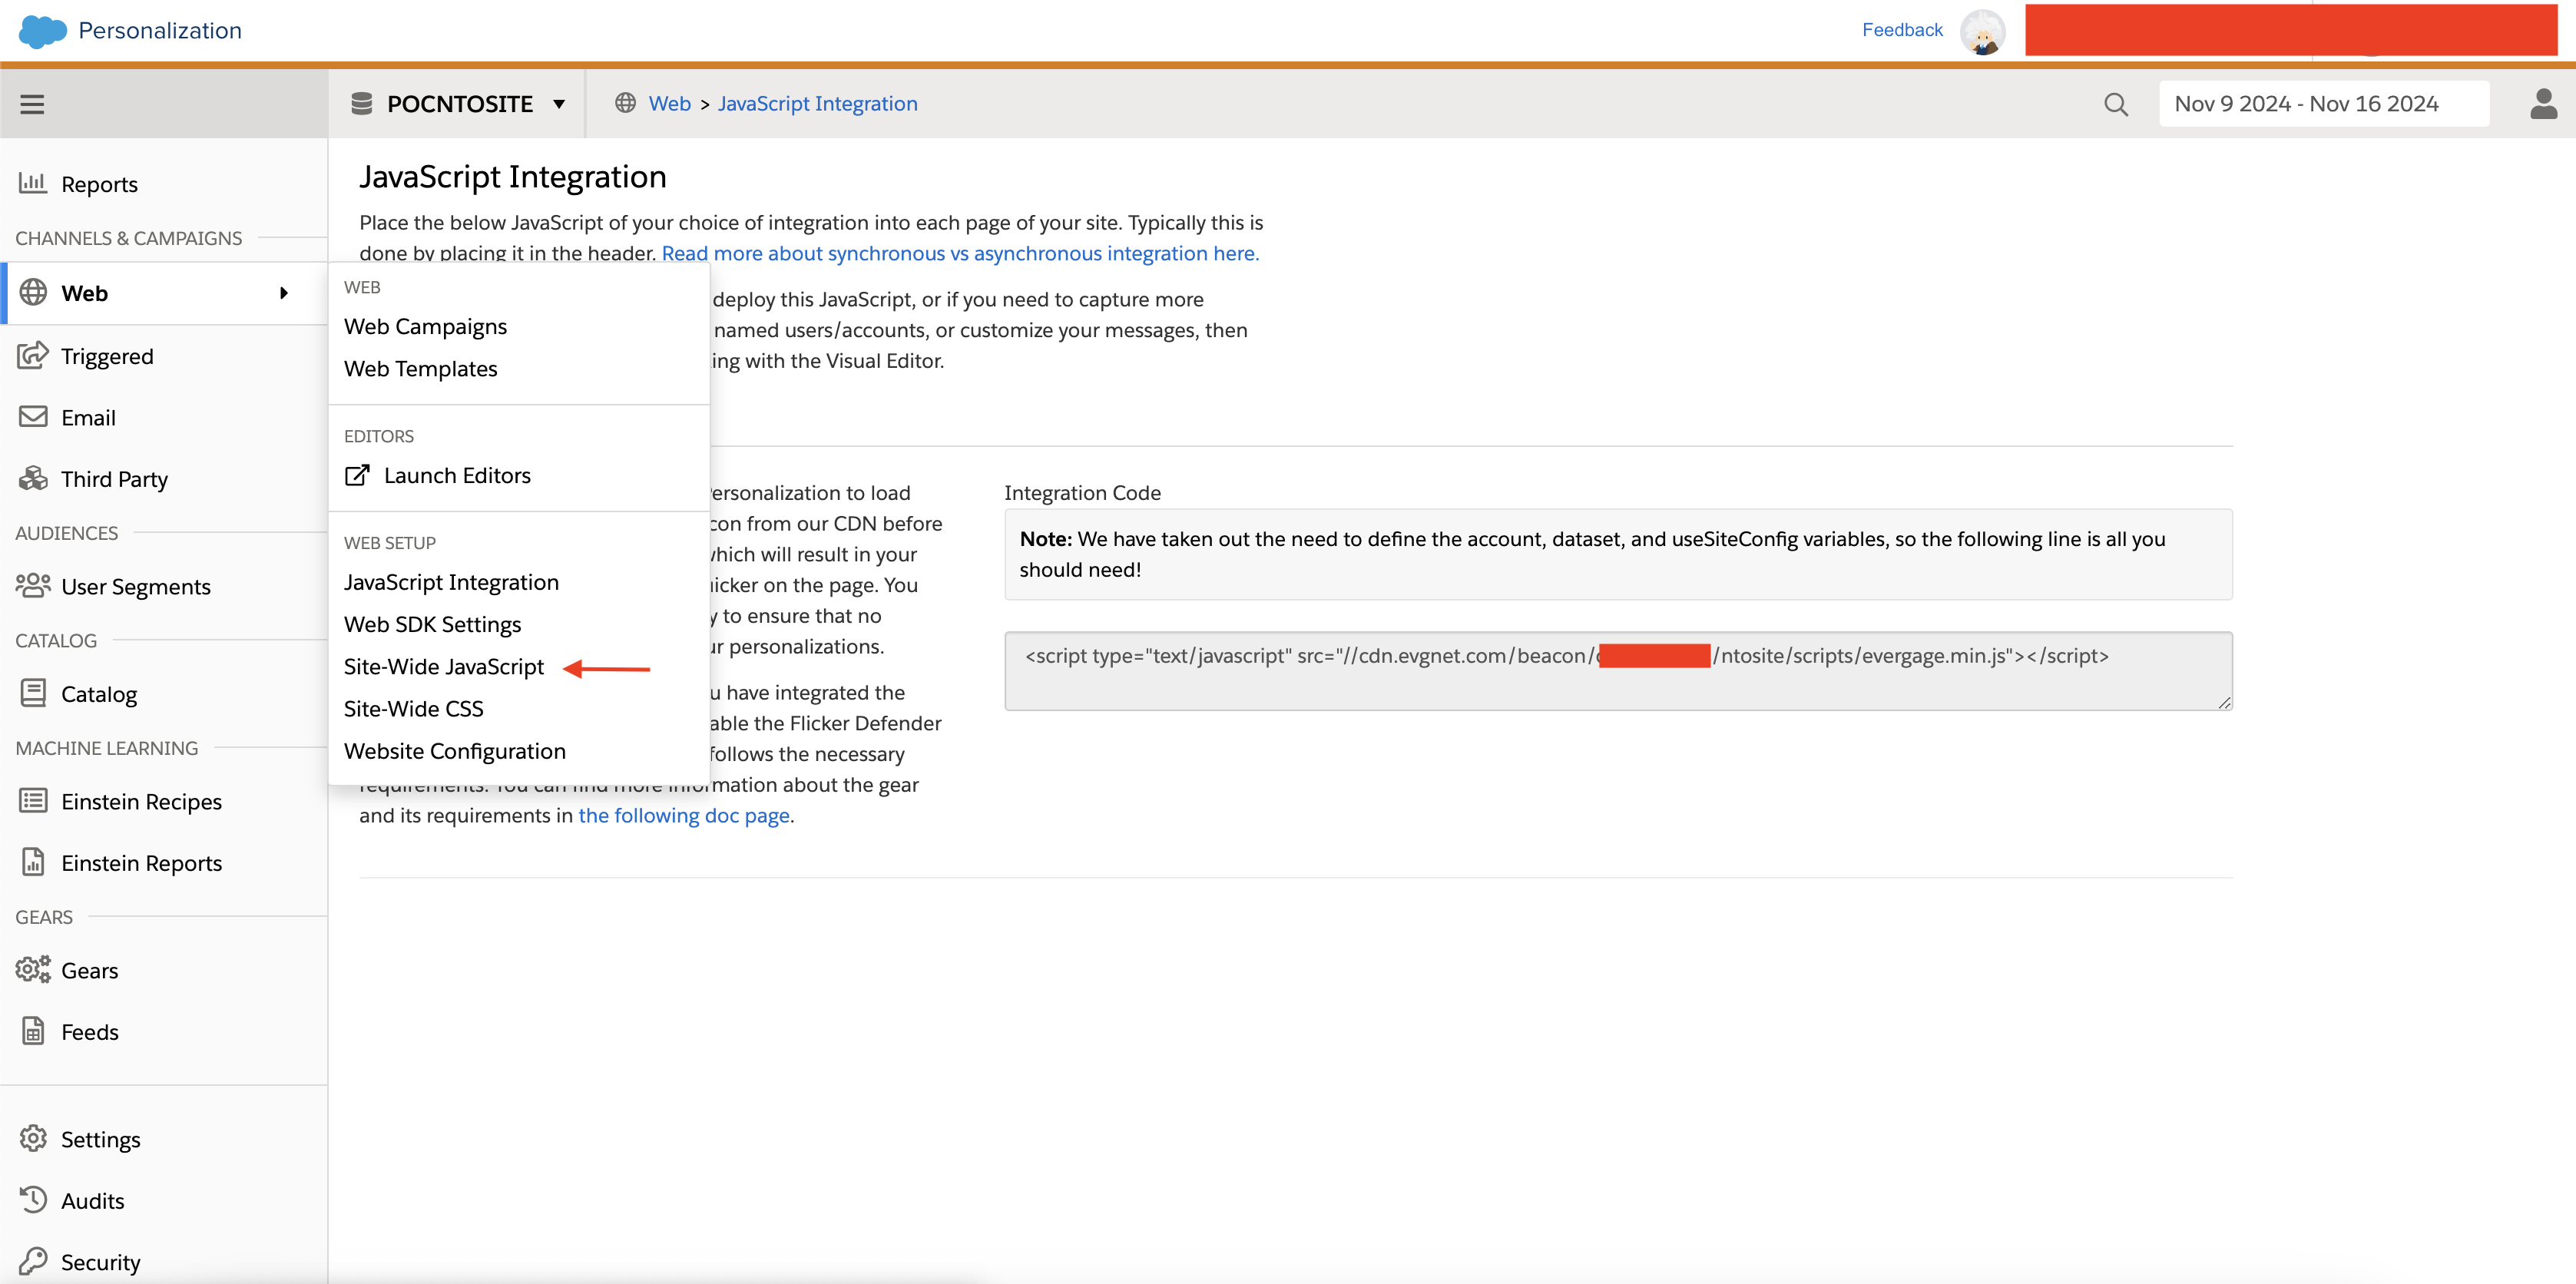 Personalization
Feedback
POCNTOSITE
Web > JavaScript Integration
Nov 9 2024 - Nov 16 2024
Reports
CHANNELS & CAMPAIGNS
Web
Triggered
Email
Third Party
AUDIENCES
User Segments
CATALOG
Catalog
MACHINE LEARNING
Einstein Recipes
Einstein Reports
GEARS
Gears
Feeds
Settings
Audits
Security
WEB
Web Campaigns
Web Templates
EDITORS
Launch Editors
WEB SETUP
JavaScript Integration
Web SDK Settings
Site-Wide JavaScript
Site-Wide CSS
Website Configuration
JavaScript Integration
Place the below JavaScript of your choice of integration into each page of your site. Typically this is
done by placing it in the header. Read more about synchronous vs asynchronous integration here.
deploy this JavaScript, or if you need to capture more
named users/accounts, or customize your messages, then
with the Visual Editor.
to load
from our CDN before
which will result in your
on the page. You
to ensure that no
personalizations.
have integrated the
the Flicker Defender
follows the necessary
requirements. You can find more information about the gear
and its requirements in the following doc page.
Integration Code
Note: We have taken out the need to define the account, dataset, and useSiteConfig variables, so the following line is all you
should need!
<script type="text/javascript" src="//cdn.evgnet.com/beacon/ /ntosite/scripts/evergage.min.js"></script>